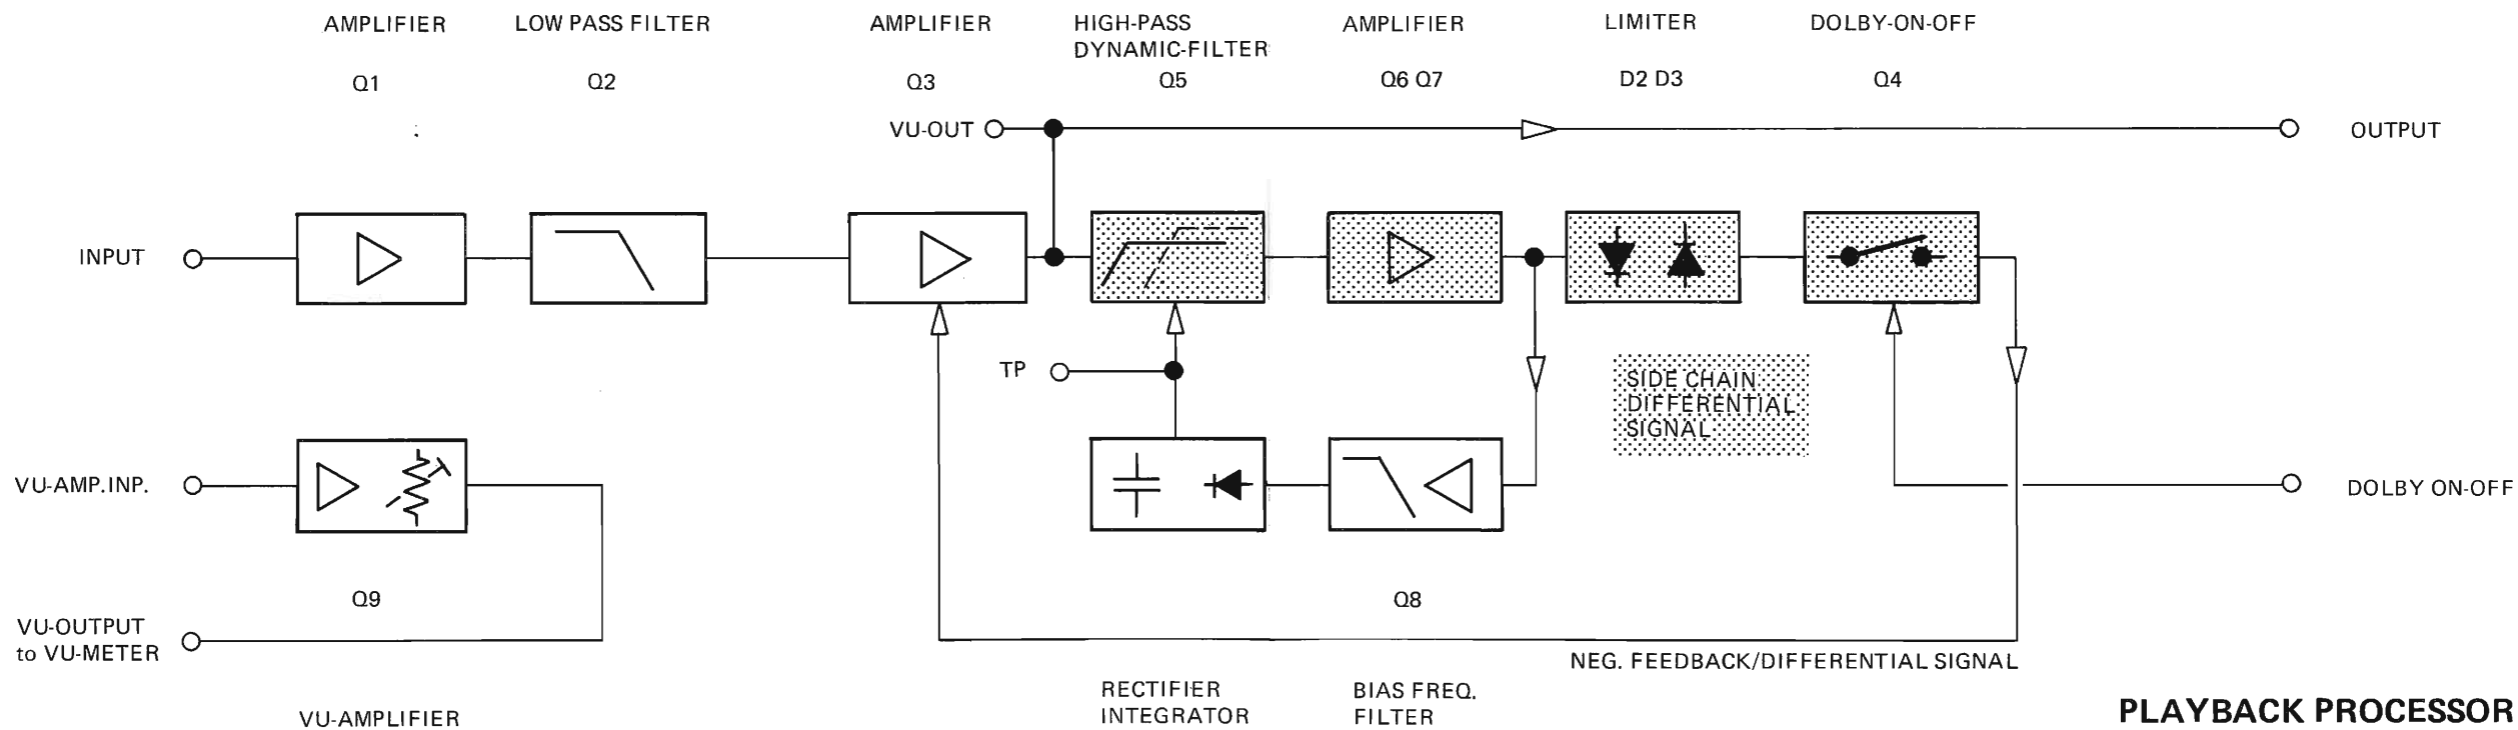 AMPLIFIER
LOW PASS FILTER
AMPLIFIER
HIGH-PASS
DYNAMIC-FILTER
AMPLIFIER
LIMITER
DOLBY-ON-OFF
Q1
Q2
Q3
Q5
Q6 Q7
D2 D3
Q4
VU-OUT
OUTPUT
INPUT
TP
SIDE CHAIN
DIFFERENTIAL
SIGNAL
VU-AMP.INP.
DOLBY ON-OFF
Q9
Q8
VU-OUTPUT
to VU-METER
NEG. FEEDBACK/DIFFERENTIAL SIGNAL
RECTIFIER
INTEGRATOR
BIAS FREQ.
FILTER
VU-AMPLIFIER
PLAYBACK PROCESSOR